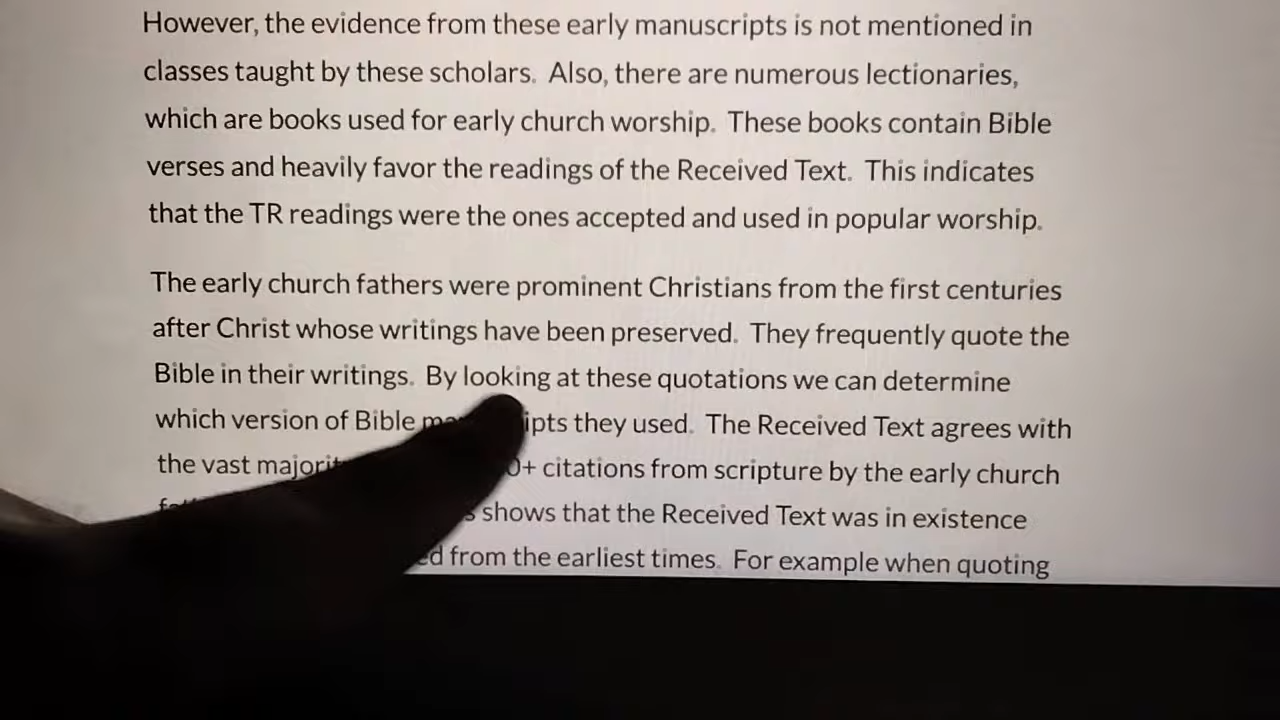 However, the evidence from these early manuscripts is not mentioned in
classes taught by these scholars. Also, there are numerous lectionaries,
which are books used for early church worship. These books contain Bible
verses and heavily favor the readings of the Received Text. This indicates
that the TR readings were the ones accepted and used in popular worship.
The early church fathers were prominent Christians from the first centuries
after Christ whose writings have been preserved. They frequently quote the
Bible in their writings. By looking at these quotations we can determine
which version of Bible they used. The Received Text agrees with
the vast citations from scripture by the early church
shows that the Received Text was in existence
from the earliest times. For example when quoting